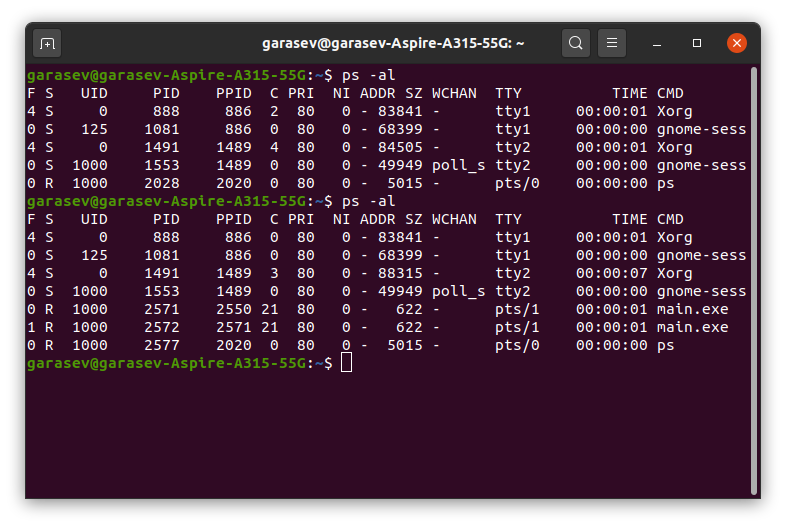 garasev@garasev-Aspire-A315-55G: ~
garasev@garasev-Aspire-A315-55G:~$ ps -al
F S   UID     PID    PPID  C PRI  NI ADDR SZ WCHAN  TTY          TIME CMD
4 S     0     888     886  2  80   0 - 83841 -      tty1     00:00:01 Xorg
0 S   125    1081     886  0  80   0 - 68399 -      tty1     00:00:00 gnome-sess
4 S     0    1491    1489  4  80   0 - 84505 -      tty2     00:00:01 Xorg
0 S  1000    1553    1489  0  80   0 - 49949 poll_s tty2     00:00:00 gnome-sess
0 R  1000    2028    2020  0  80   0 -  5015 -      pts/0    00:00:00 ps
garasev@garasev-Aspire-A315-55G:~$ ps -al
F S   UID     PID    PPID  C PRI  NI ADDR SZ WCHAN  TTY          TIME CMD
4 S     0     888     886  0  80   0 - 83841 -      tty1     00:00:01 Xorg
0 S   125    1081     886  0  80   0 - 68399 -      tty1     00:00:00 gnome-sess
4 S     0    1491    1489  3  80   0 - 88315 -      tty2     00:00:07 Xorg
0 S  1000    1553    1489  0  80   0 - 49949 poll_s tty2     00:00:00 gnome-sess
0 R  1000    2571    2550 21  80   0 -   622 -      pts/1    00:00:01 main.exe
1 R  1000    2572    2571 21  80   0 -   622 -      pts/1    00:00:01 main.exe
0 R  1000    2577    2020  0  80   0 -  5015 -      pts/0    00:00:00 ps
garasev@garasev-Aspire-A315-55G:~$